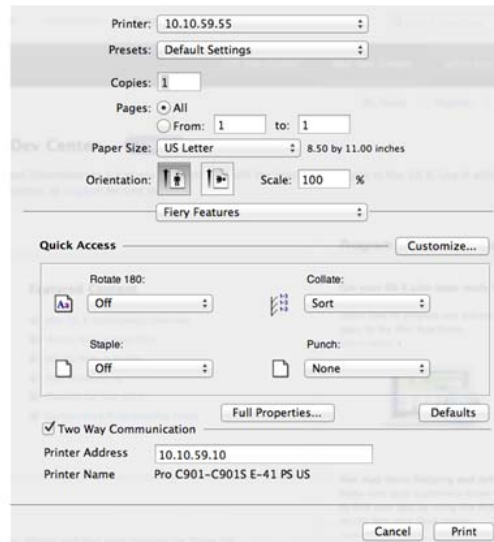 Printer: 10.10.59.55
Presets: Default Settings
Copies: 1
Pages: All
From: 1 to: 1
Paper Size: US Letter 8.50 by 11.00 inches
Orientation: Scale: 100 %
Fiery Features
Quick Access Customize...
Rotate 180: Collate:
Aa Off Sort
Staple: Punch:
Off None
Full Properties... Defaults
Two Way Communication
Printer Address 10.10.59.10
Printer Name Pro C901-C901S E-41 PS US
Cancel Print